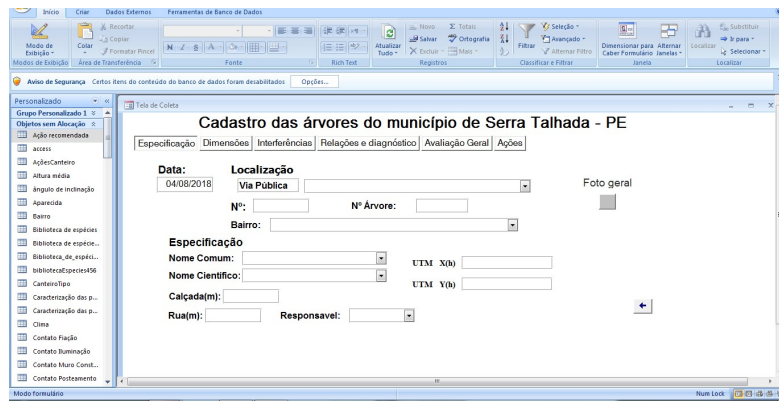 Início Criar Dados Externos Ferramentas de Banco de Dados
Modo de Exibição
Modos de Exibição
Colar
Recortar
Copiar
Formatar Pincel
Área de Transferência
N I S A
Fonte
Rich Text
Atualizar Tudo
Novo
Salvar
Excluir
Totais
Ortografia
Mais
Registros
Filtrar
Seleção
Avançado
Alternar Filtro
Classificar e Filtrar
Dimensionar para Caber Formulário
Alternar Janelas
Janela
Localizar
Substituir
Ir para
Selecionar
Localizar
Aviso de Segurança Certos itens do conteúdo do banco de dados foram desabilitados Opções...
Personalizado
Grupo Personalizado 1
Objetos sem Alocação
Ação recomendada
access
AçõesCanteiro
Altura média
ângulo de inclinação
Aparecida
Bairro
Biblioteca de espécies
Biblioteca de espécie...
Biblioteca_de_espéci...
bibliotecaEspecies456
CanteiroTipo
Caracterização das p...
Caracterização das p...
Clima
Contato Fiação
Contato Iluminação
Contato Muro Const...
Contato Posteamento
Tela de Coleta
Cadastro das árvores do município de Serra Talhada - PE
Especificação Dimensões Interferências Relações e diagnóstico Avaliação Geral Ações
Data: Localização
04/08/2018 Via Pública
Foto geral
Nº: Nº Árvore:
Bairro:
Especificação
Nome Comum: UTM X(h)
Nome Científico: UTM Y(h)
Calçada(m):
Rua(m): Responsavel:
Modo formulário Num Lock